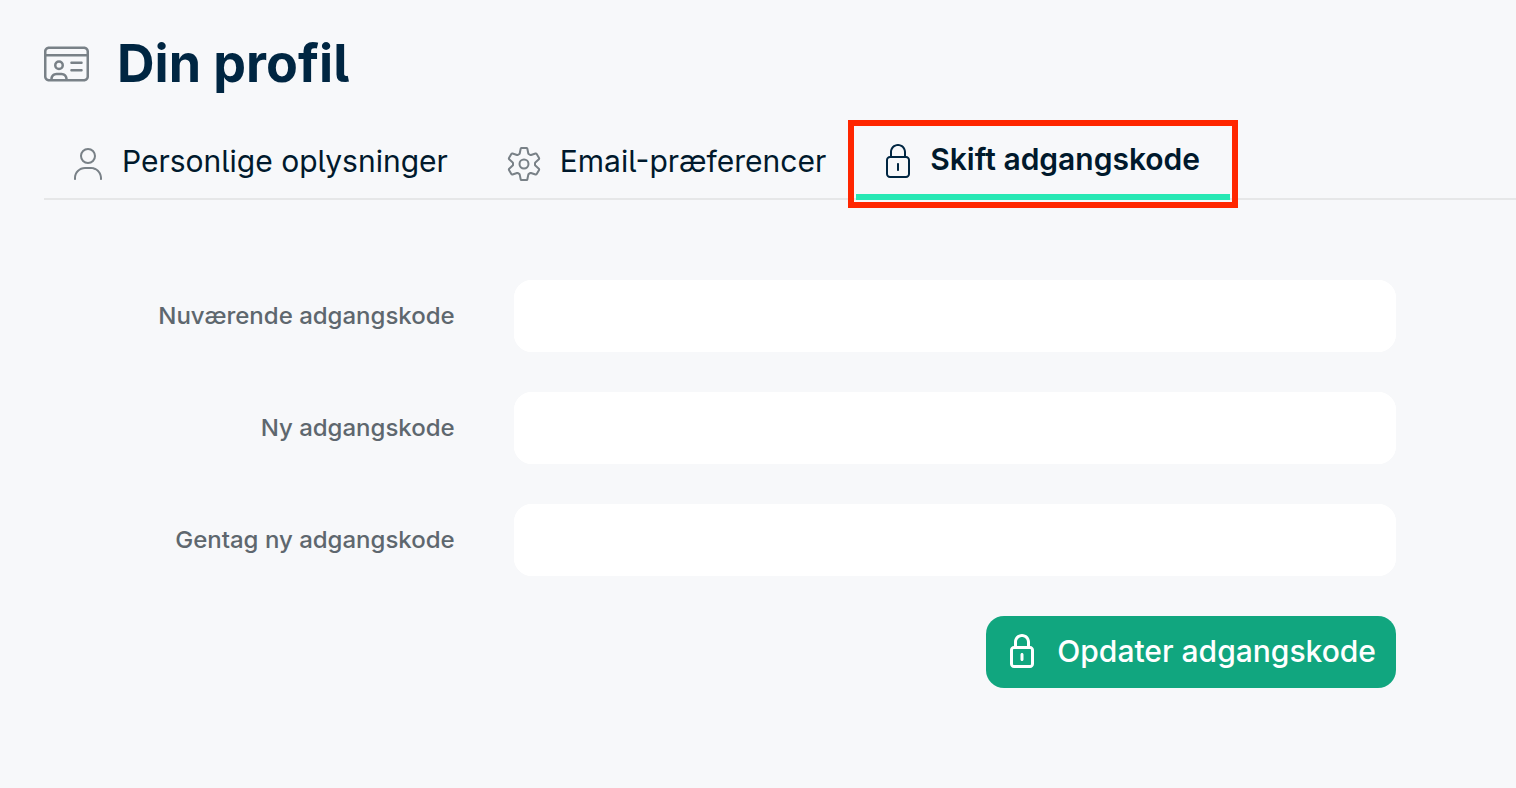 Din profil
Personlige oplysninger
Email-præferencer
Skift adgangskode
Nuværende adgangskode
Ny adgangskode
Gentag ny adgangskode
Opdater adgangskode